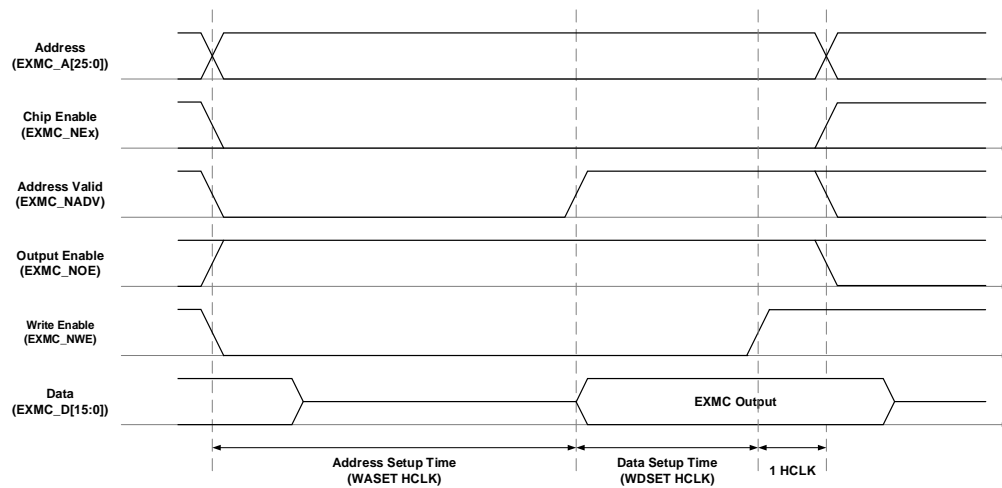 Address
(EXMC_A[25:0])
Chip Enable
(EXMC_NEx)
Address Valid
(EXMC_NADV)
Output Enable
(EXMC_NOE)
Write Enable
(EXMC_NWE)
Data
(EXMC_D[15:0])
EXMC Output
Address Setup Time
(WASET HCLK)
Data Setup Time
(WDSET HCLK)
1 HCLK